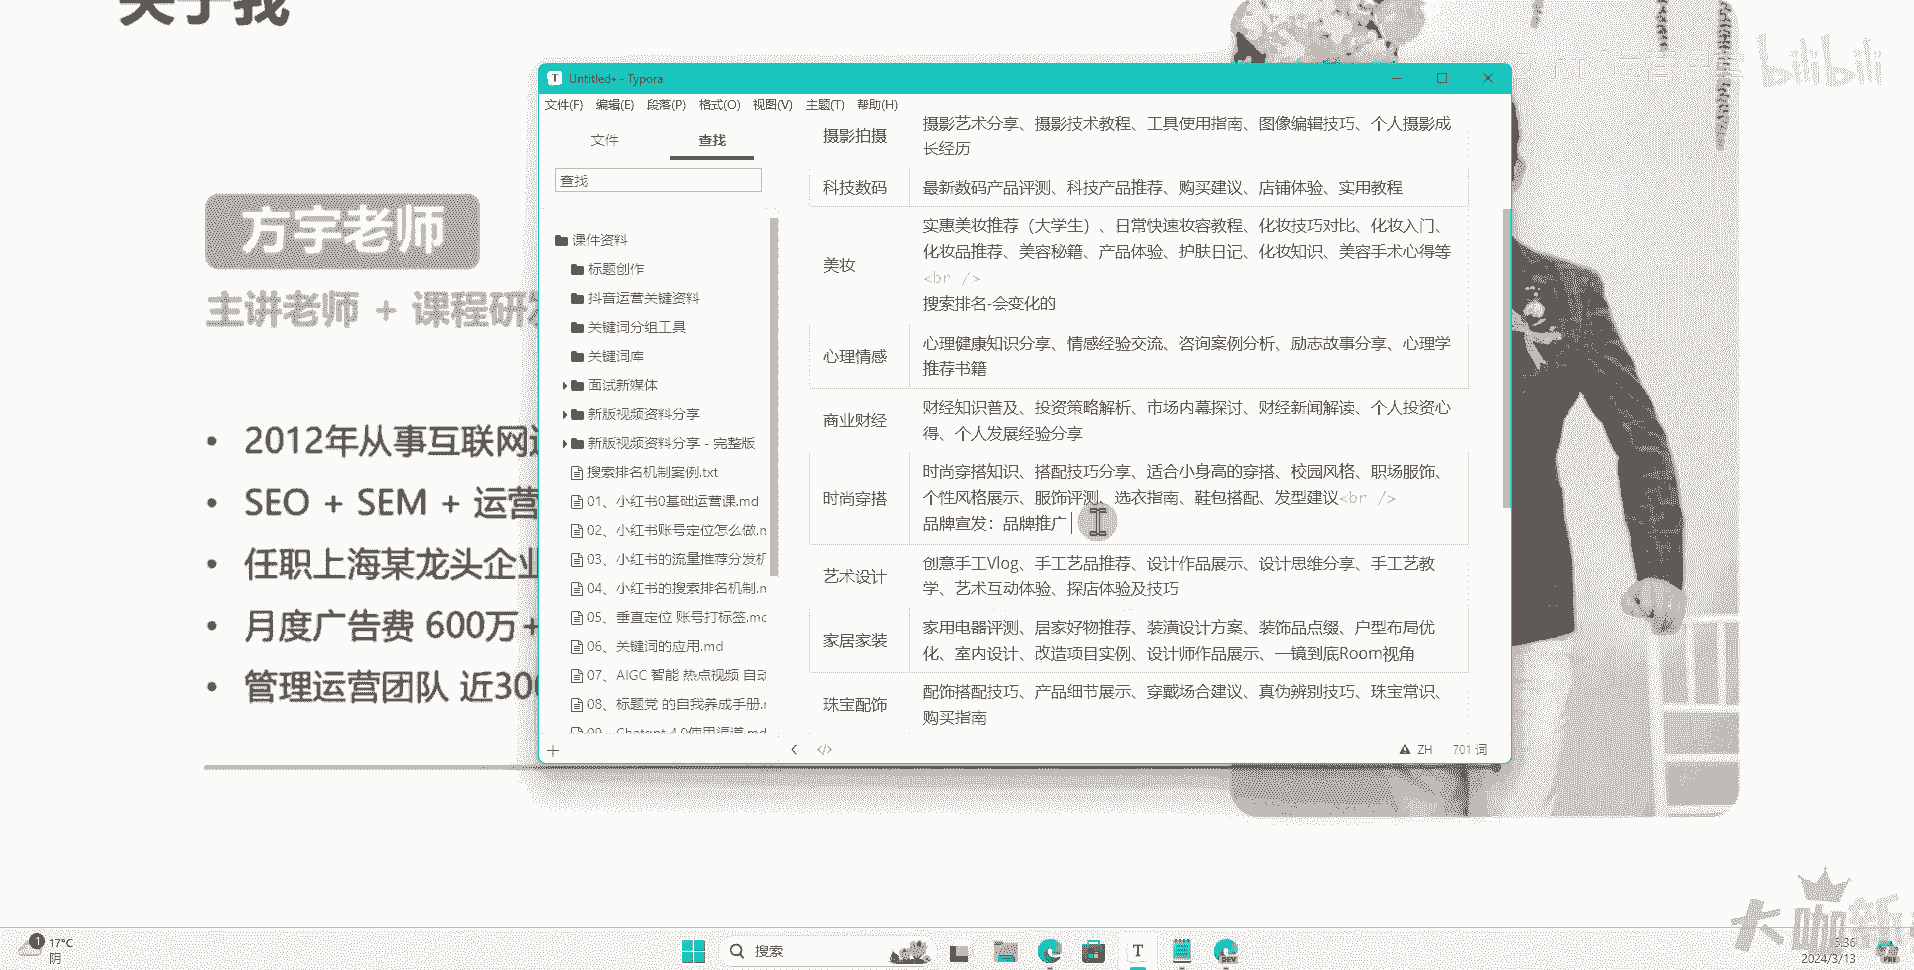 关于我
bilibili
Untitled• - Typora
文件(F) 编辑(E) 段落(P) 格式(O) 视图(V) 主题(T) 帮助(H)
文件 查找
查找
课件资料
标题创作
抖音运营关键资料
关键词分组工具
关键词库
面试新媒体
新版视频资料分享
新版视频资料分享 - 完整版
搜索排名机制案例.txt
01、小红书0基础运营课.md
02、小红书账号定位怎么做.m
03、小红书的流量推荐分发机
04、小红书的搜索排名机制.m
05、垂直定位 账号打标签.mc
06、关键词的应用.md
07、AIGC 智能 热点视频 自动
08、标题党 的自我养成手册.r
09、Chatgpt 4.0使用渠道.md
摄影拍摄
摄影艺术分享、摄影技术教程、工具使用指南、图像编辑技巧、个人摄影成
长经历
科技数码
最新数码产品评测、科技产品推荐、购买建议、店铺体验、实用教程
美妆
实惠美妆推荐（大学生）、日常快速妆容教程、化妆技巧对比、化妆入门、
化妆品推荐、美容秘籍、产品体验、护肤日记、化妆知识、美容手术心得等
<br />
搜索排名-会变化的
心理情感
心理健康知识分享、情感经验交流、咨询案例分析、励志故事分享、心理学
推荐书籍
商业财经
财经知识普及、投资策略解析、市场内幕探讨、财经新闻解读、个人投资心
得、个人发展经验分享
时尚穿搭
时尚穿搭知识、搭配技巧分享、适合小身高的穿搭、校园风格、职场服饰、
个性风格展示、服饰评测、选衣指南、鞋包搭配、发型建议<br />
品牌宣发：品牌推广
艺术设计
创意手工Vlog、手工艺品推荐、设计作品展示、设计思维分享、手工艺教
学、艺术互动体验、探店体验及技巧
家居家装
家用电器评测、居家好物推荐、装潢设计方案、装饰品点缀、户型布局优
化、室内设计、改造项目实例、设计师作品展示、一镜到底Room视角
珠宝配饰
配饰搭配技巧、产品细节展示、穿戴场合建议、真伪辨别技巧、珠宝常识、
购买指南
ZH 701 词
方宇老师
主讲老师 + 课程研发
• 2012年从事互联网运
• SEO + SEM + 运营
• 任职上海某龙头企业
• 月度广告费 600万+
• 管理运营团队 近300
大咖新
1
17°C
阴
搜索
T
DEV
5:36
2024/3/13
PRE